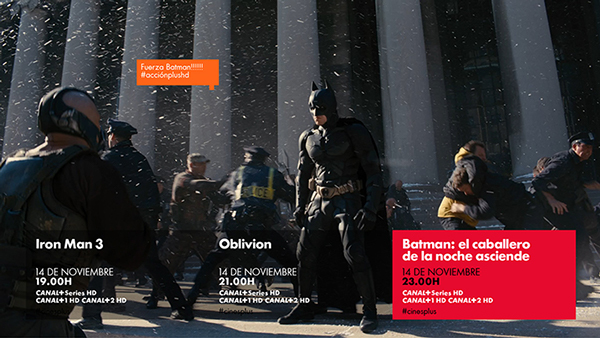 Fuerza Batman!!!!!!
#acciónplushd
Iron Man 3
14 DE NOVIEMBRE
19.00H
CANAL+Series HD
CANAL+1 HD CANAL+2 HD
Oblivion
14 DE NOVIEMBRE
21.00H
CANAL+Series HD
CANAL+1 HD CANAL+2 HD
#cinesplus
Batman: el caballero
de la noche asciende
14 DE NOVIEMBRE
23.00H
CANAL+Series HD
CANAL+1 HD CANAL+2 HD
#cinesplus